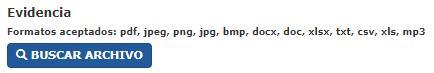 Evidencia
Formatos aceptados: pdf, jpeg, png, jpg, bmp, docx, doc, xlsx, txt, csv, xls, mp3
BUSCAR ARCHIVO